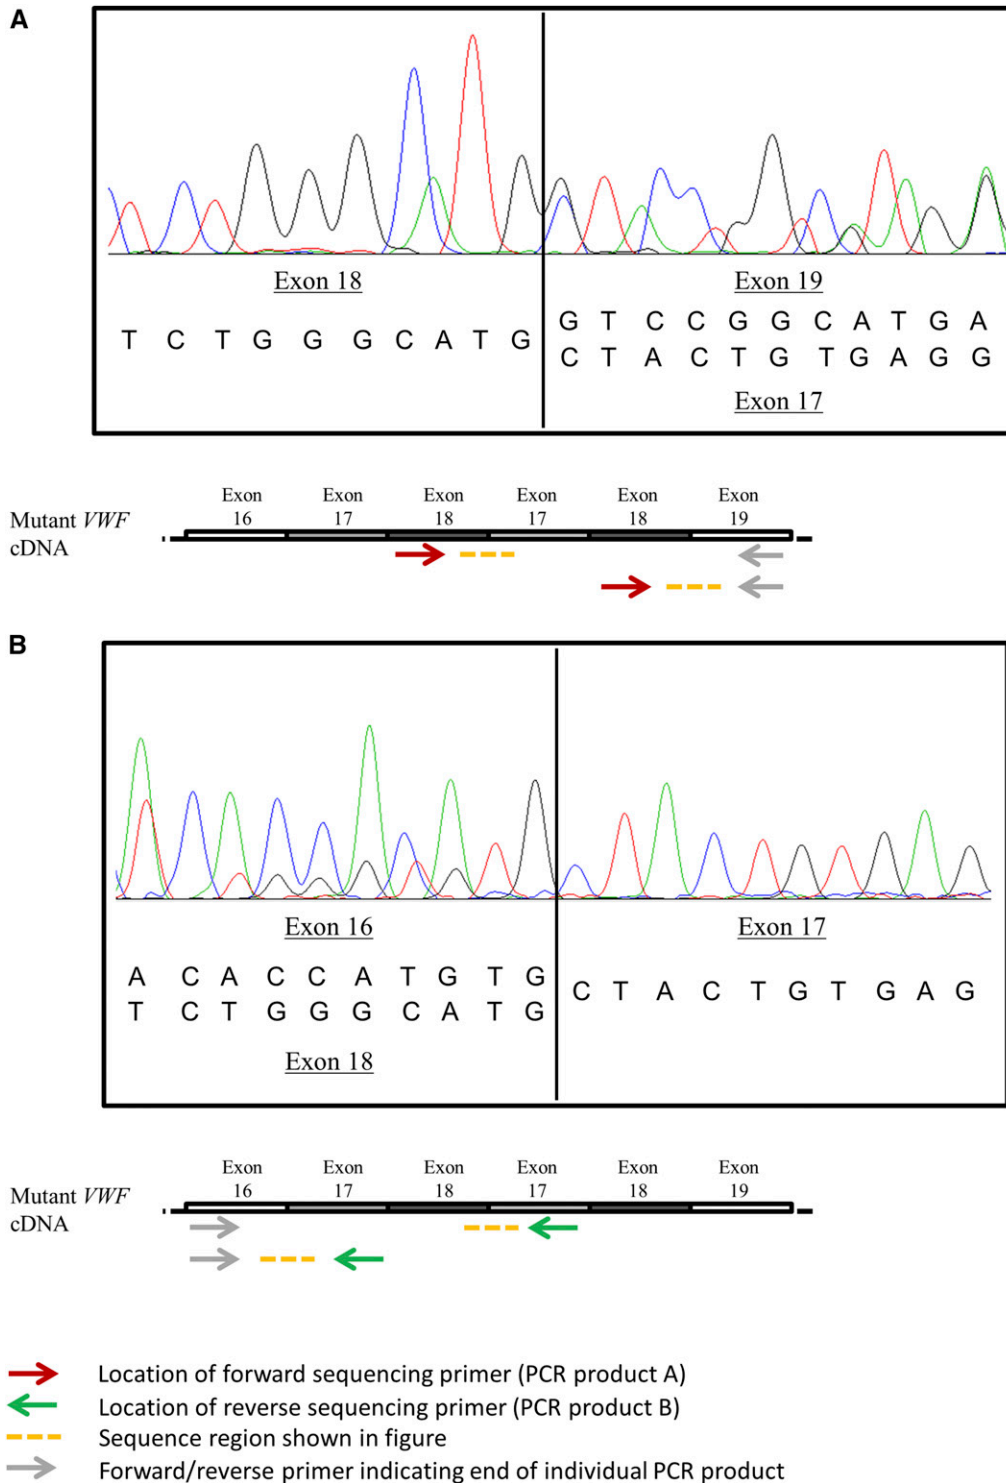 A
Exon 18
Exon 19
T C T G G G C A T G
G T C C G G C A T G A
C T A C T G T G A G G
Exon 17
Mutant VWF cDNA
Exon 16
Exon 17
Exon 18
Exon 17
Exon 18
Exon 19
B
Exon 16
Exon 17
A C A C C A T G T G
T C T G G G C A T G
C T A C T G T G A G
Exon 18
Mutant VWF cDNA
Exon 16
Exon 17
Exon 18
Exon 17
Exon 18
Exon 19
Location of forward sequencing primer (PCR product A)
Location of reverse sequencing primer (PCR product B)
Sequence region shown in figure
Forward/reverse primer indicating end of individual PCR product